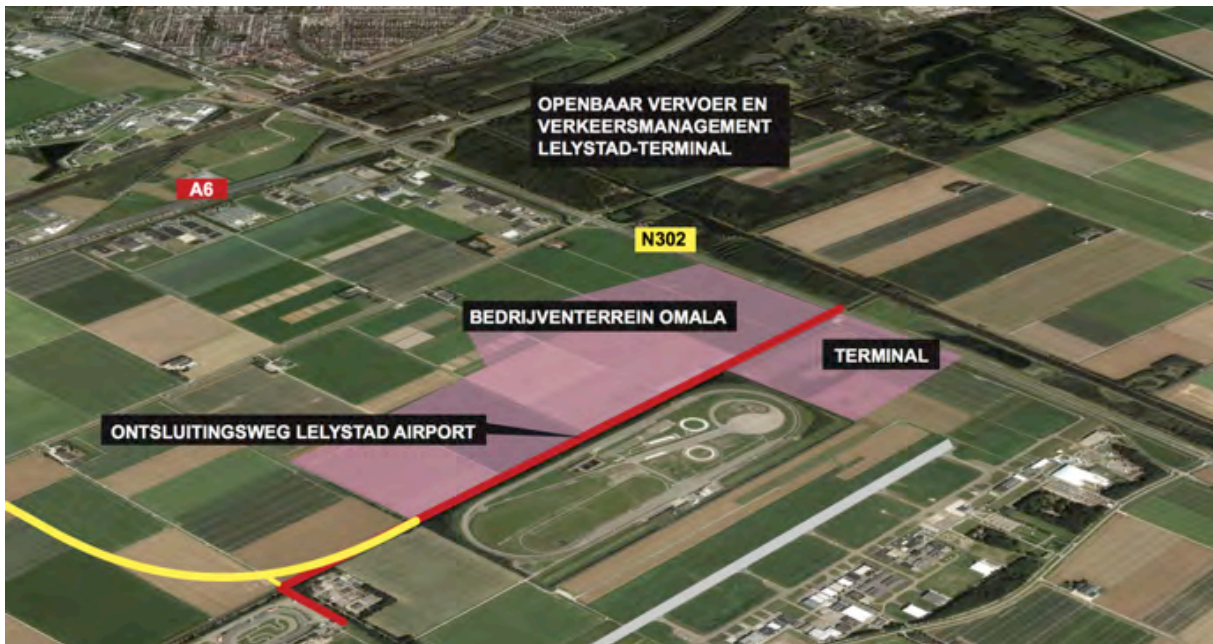 OPENBAAR VERVOER EN
VERKEERSMANAGEMENT
LELYSTAD-TERMINAL
A6
N302
BEDRIJVENTERREIN OMALA
TERMINAL
ONTSLUITINGSWEG LELYSTAD AIRPORT